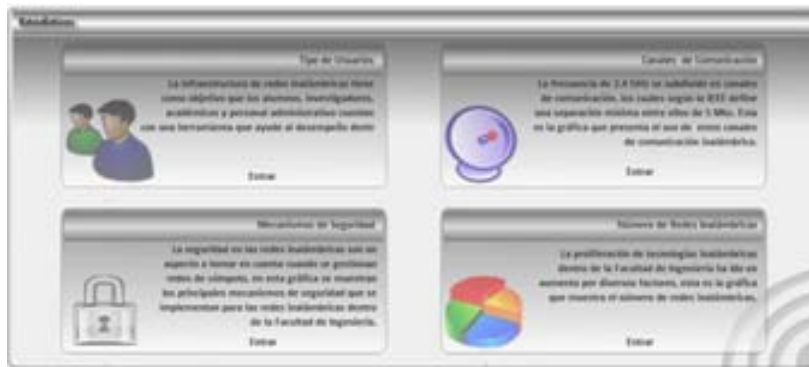 Estadísticas
Tipo de Usuarios
La infraestructura de redes inalámbricas tiene
como objetivo que los alumnos, investigadores,
académicos y personal administrativo cuenten
con una herramienta que ayude al desempeño dentr
Entrar
Canales de Comunicación
La frecuencia de 2.4 GHz se subdivide en canales
de comunicación, los cuales según la IEEE define
una separación mínima entre ellos de 5 Mhz. Esta
es la gráfica que presenta el uso de estos canales
de comunicación inalámbrica.
Entrar
Mecanismos de Seguridad
La seguridad en las redes inalámbricas son un
aspecto a tomar en cuenta cuando se gestionan
redes de cómputo, en esta gráfica se muestran
los principales mecanismos de seguridad que se
implementan para las redes inalámbricas dentro
de la Facultad de Ingeniería.
Entrar
Número de Redes Inalámbricas
La proliferación de tecnologías inalámbricas
dentro de la Facultad de Ingeniería ha ido en
aumento por diversos factores, esta es la gráfica
que muestra el número de redes inalámbricas.
Entrar